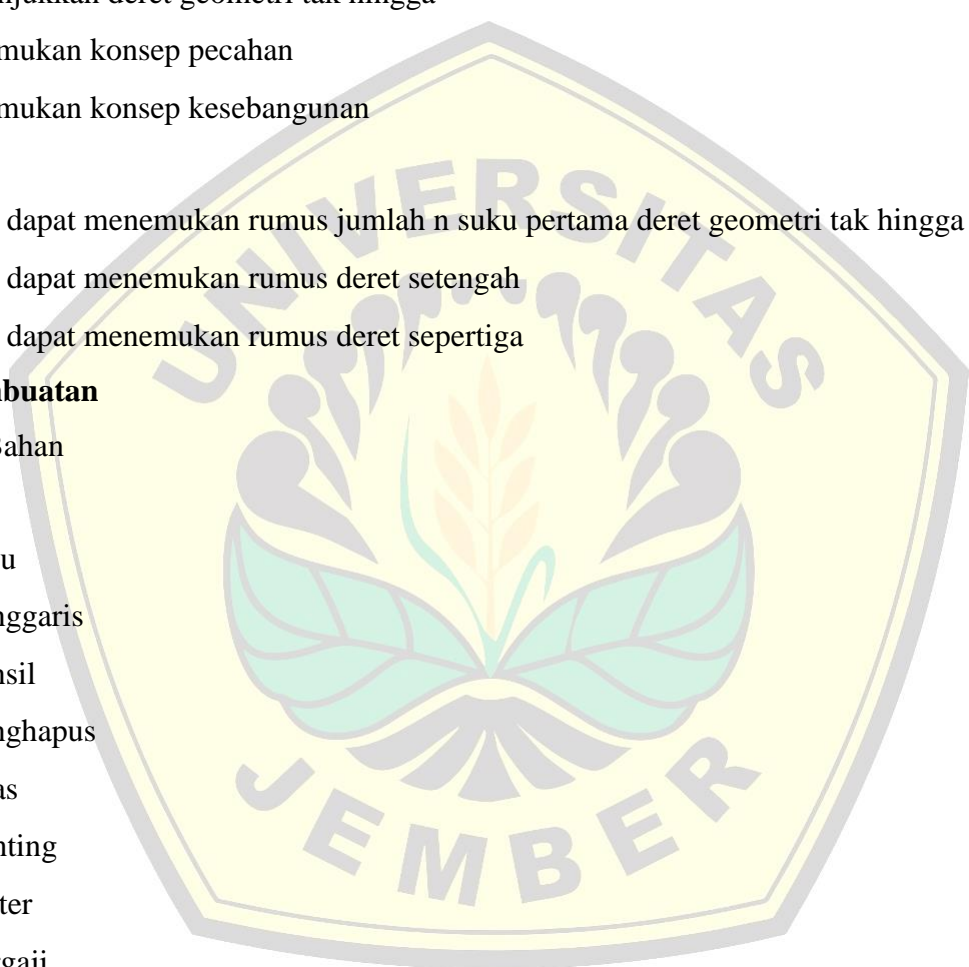 njukkan deret geometri tak hingga
mukan konsep pecahan
mukan konsep kesebangunan
dapat menemukan rumus jumlah n suku pertama deret geometri tak hingga
dapat menemukan rumus deret setengah
dapat menemukan rumus deret sepertiga
nbuatan
Bahan
u
nggaris
nsil
nghapus
as
nting
ter
rgaji
UNIVERSITAS
JEMBER